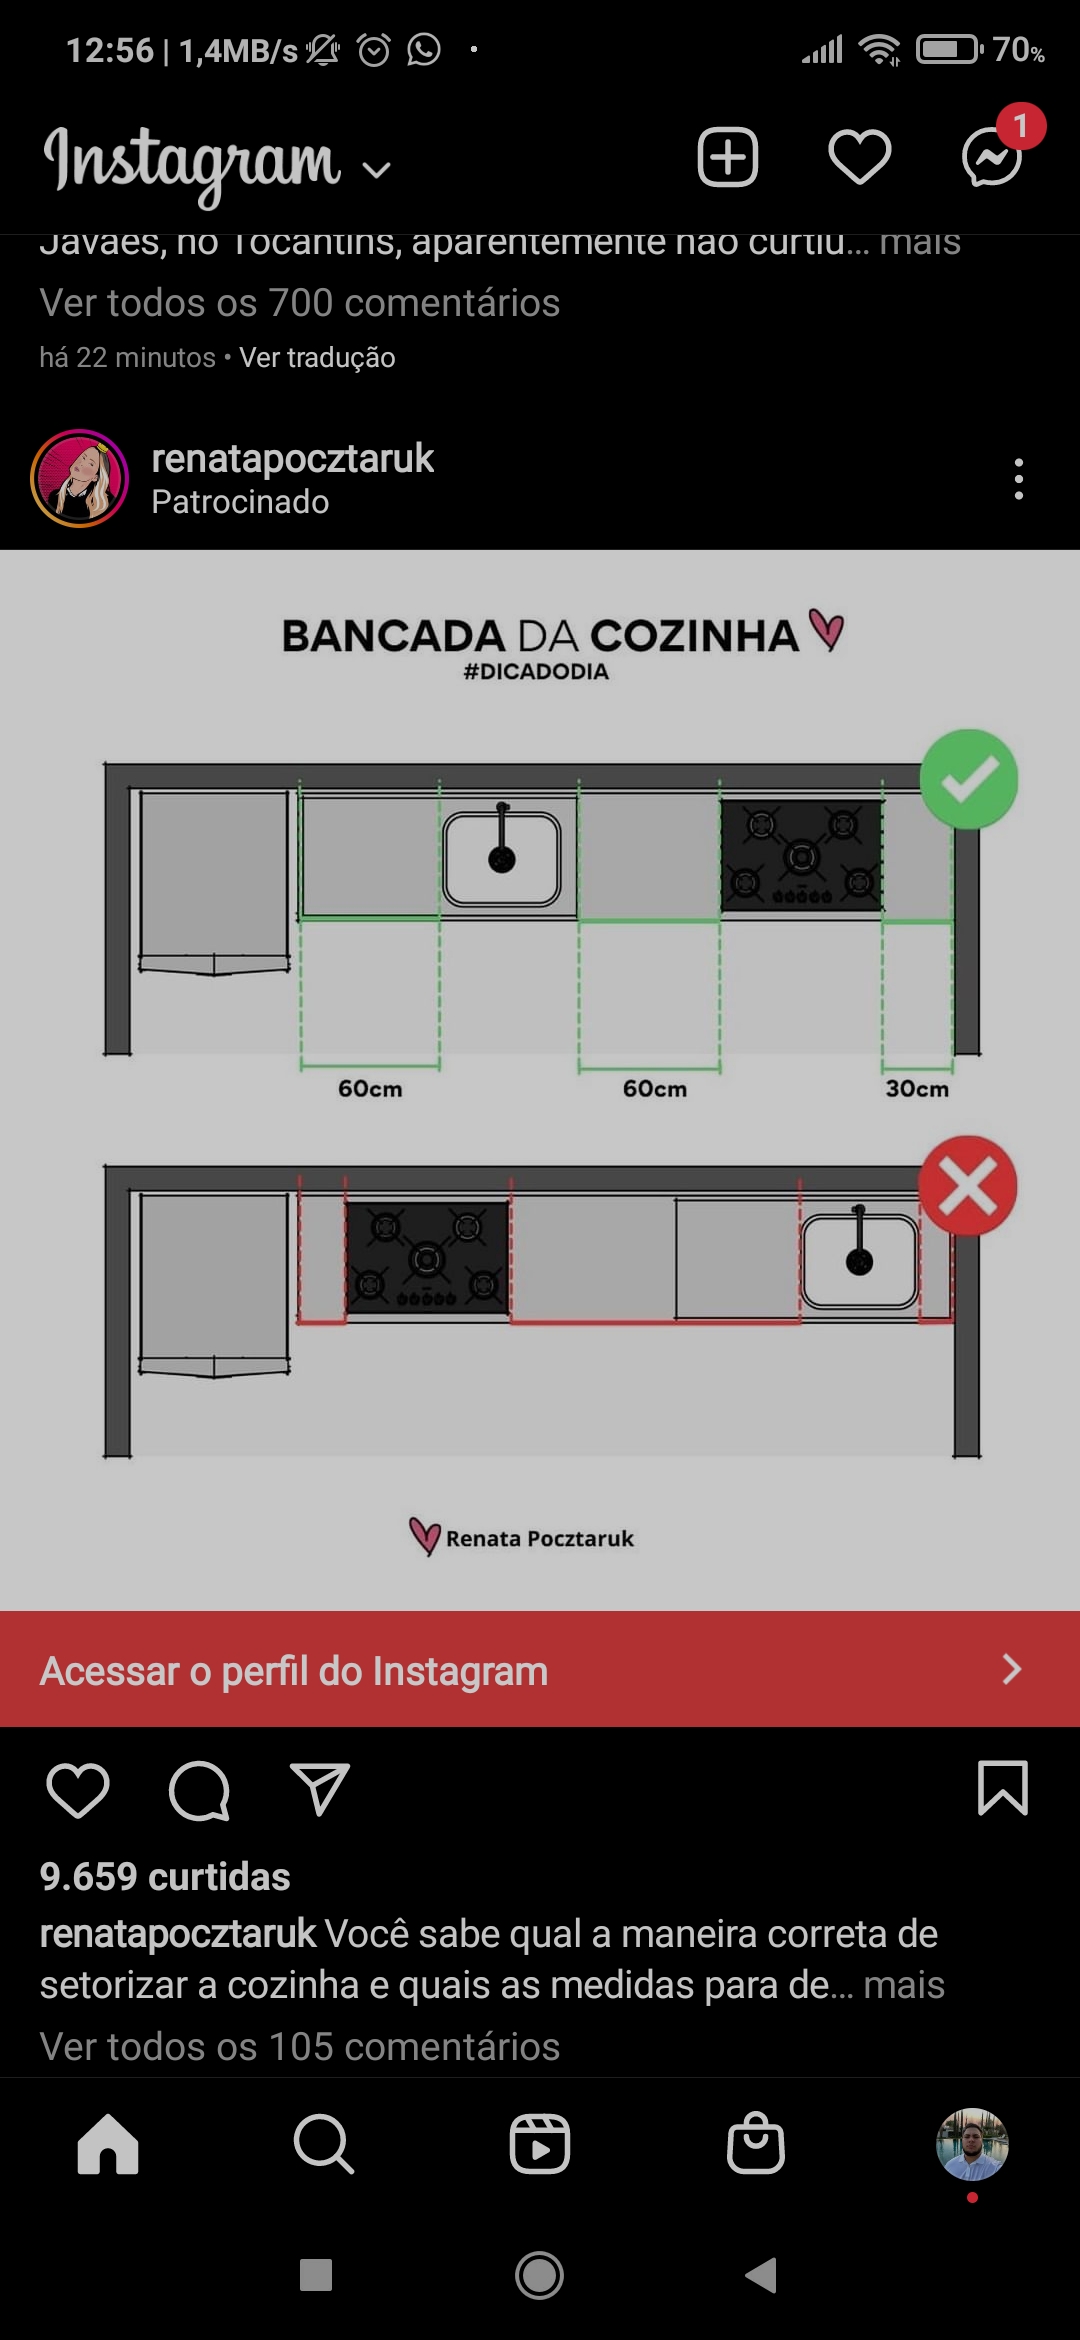 12:56 | 1,4MB/s
70%
Instagram
1
Javaés, no Tocantins, aparentemente não curtiu... mais
Ver todos os 700 comentários
há 22 minutos • Ver tradução
renatapocztaruk
Patrocinado
BANCADA DA COZINHA
#DICADODIA
60cm
60cm
30cm
Renata Pocztaruk
Acessar o perfil do Instagram
9.659 curtidas
renatapocztaruk Você sabe qual a maneira correta de
setorizar a cozinha e quais as medidas para de... mais
Ver todos os 105 comentários